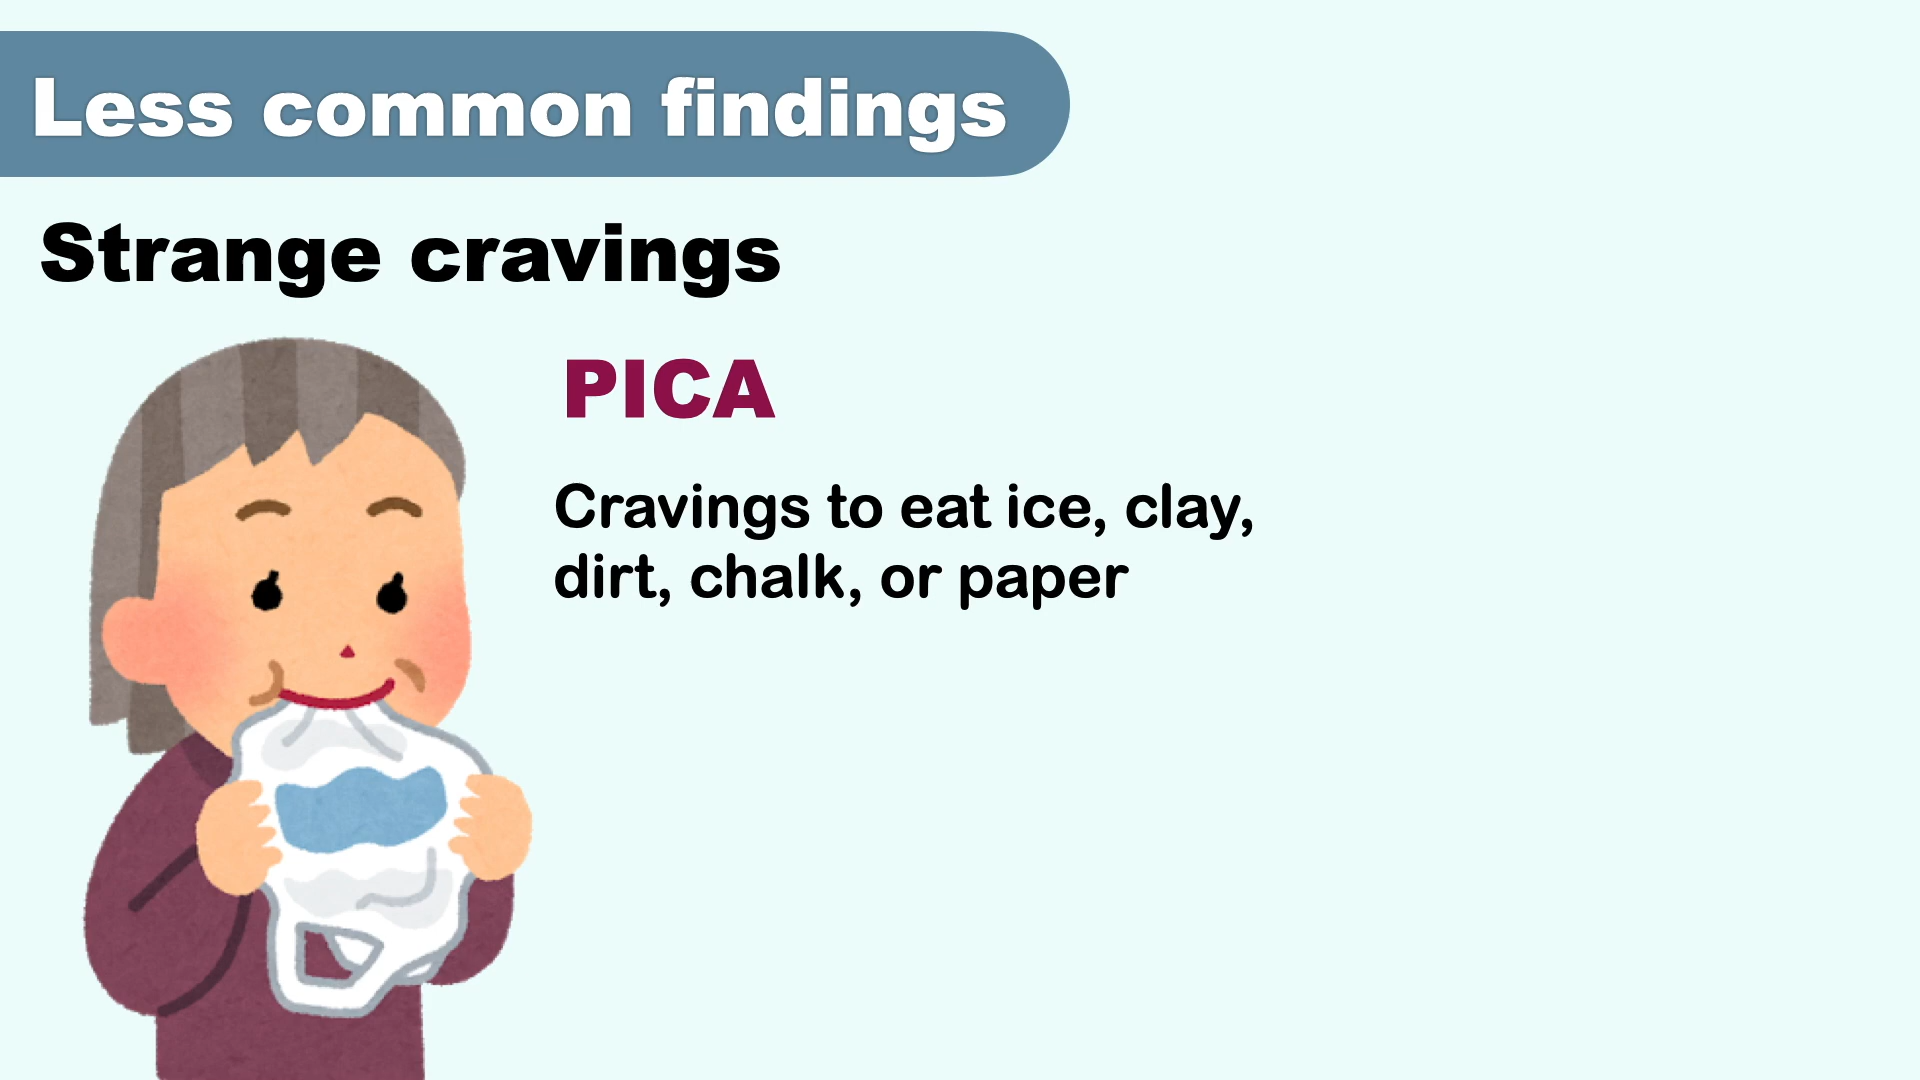 Less common findings
Strange cravings
PICA
Cravings to eat ice, clay,
dirt, chalk, or paper